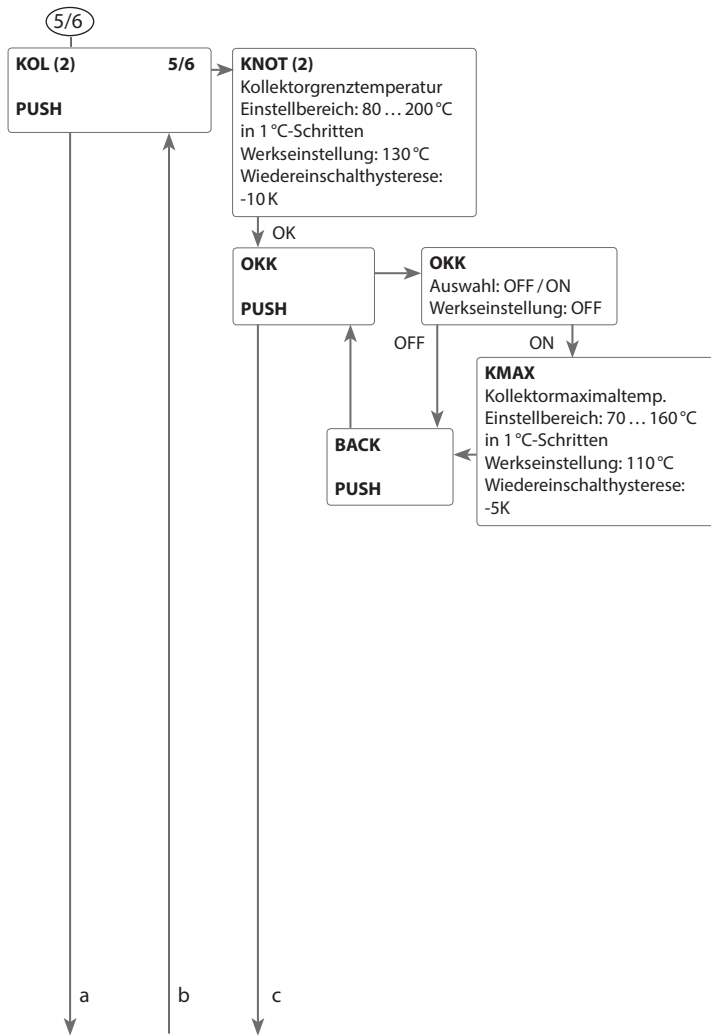 5/6
KOL (2) 5/6
PUSH
KNOT (2)
Kollektorgrenztemperatur
Einstellbereich: 80 … 200 °C
in 1 °C-Schritten
Werkseinstellung: 130 °C
Wiedereinschalthysterese:
-10 K
OK
OKK
PUSH
OKK
Auswahl: OFF / ON
Werkseinstellung: OFF
OFF
ON
KMAX
Kollektormaximaltemp.
Einstellbereich: 70 … 160 °C
in 1 °C-Schritten
Werkseinstellung: 110 °C
Wiedereinschalthysterese:
-5K
BACK
PUSH
a
b
c